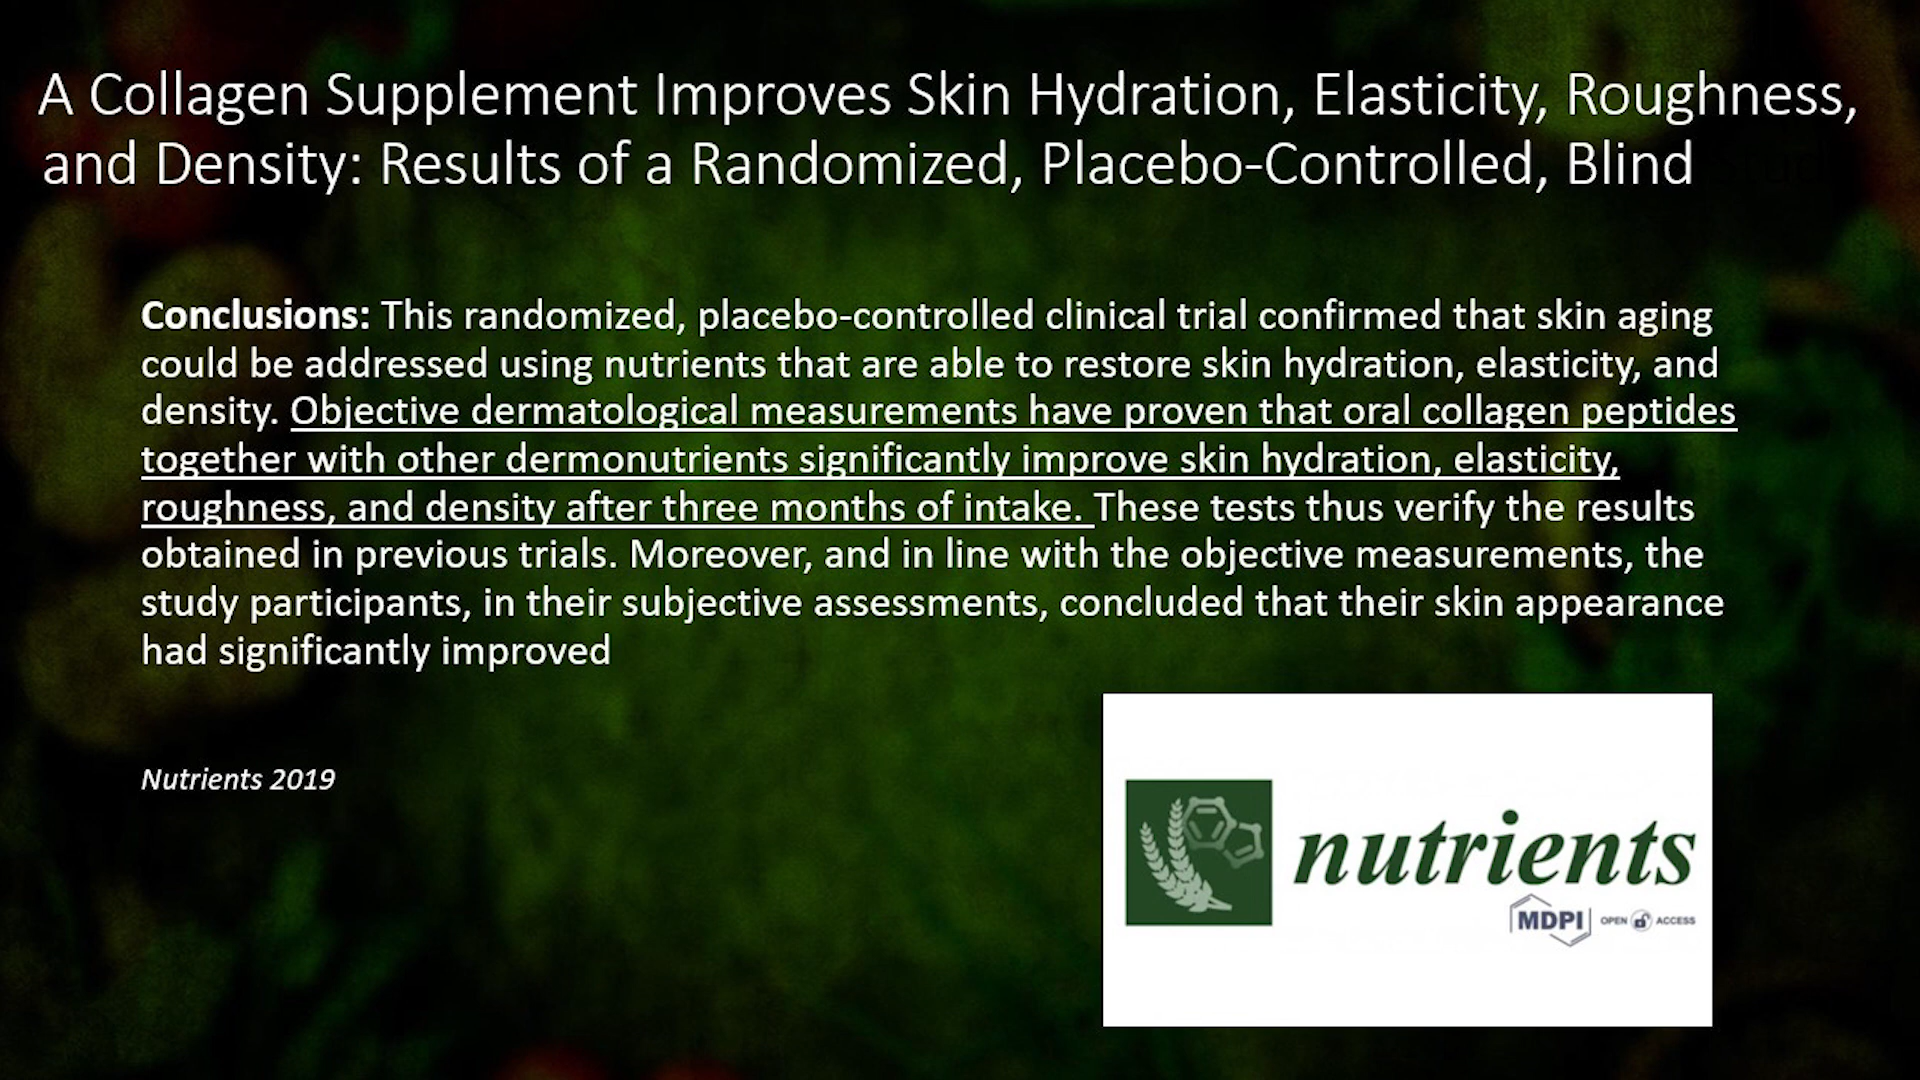 A Collagen Supplement Improves Skin Hydration, Elasticity, Roughness,
and Density: Results of a Randomized, Placebo-Controlled, Blind
Conclusions: This randomized, placebo-controlled clinical trial confirmed that skin aging
could be addressed using nutrients that are able to restore skin hydration, elasticity, and
density. Objective dermatological measurements have proven that oral collagen peptides
together with other dermonutrients significantly improve skin hydration, elasticity,
roughness, and density after three months of intake. These tests thus verify the results
obtained in previous trials. Moreover, and in line with the objective measurements, the
study participants, in their subjective assessments, concluded that their skin appearance
had significantly improved
Nutrients 2019
nutrients
MDPI OPEN ACCESS